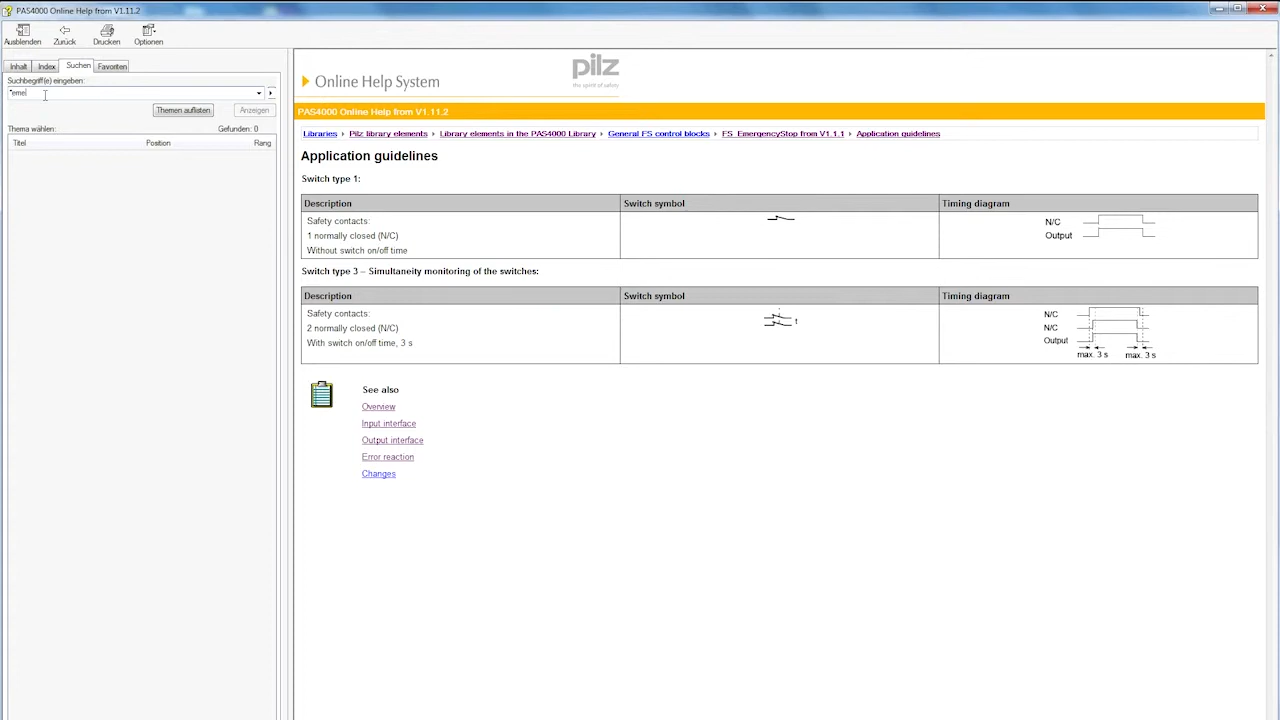 PAS4000 Online Help from V1.11.2
Ausblenden Zurück Drucken Optionen
Inhalt Index Suchen Favoriten
Suchbegriff(e) eingeben:
"eme
Themen auflisten Anzeigen
Thema wählen: Gefunden: 0
Titel Position Rang
Online Help System
pilz
the spirit of safety
PAS4000 Online Help from V1.11.2
Libraries Pilz library elements Library elements in the PAS4000 Library General FS control blocks FS_EmergencyStop from V1.1.1 Application guidelines
Application guidelines
Switch type 1:
Description Switch symbol Timing diagram
Safety contacts:
1 normally closed (N/C)
Without switch on/off time
N/C
Output
Switch type 3 – Simultaneity monitoring of the switches:
Description Switch symbol Timing diagram
Safety contacts:
2 normally closed (N/C)
With switch on/off time, 3 s
t
N/C
N/C
Output
max. 3 s max. 3 s
See also
Overview
Input interface
Output interface
Error reaction
Changes